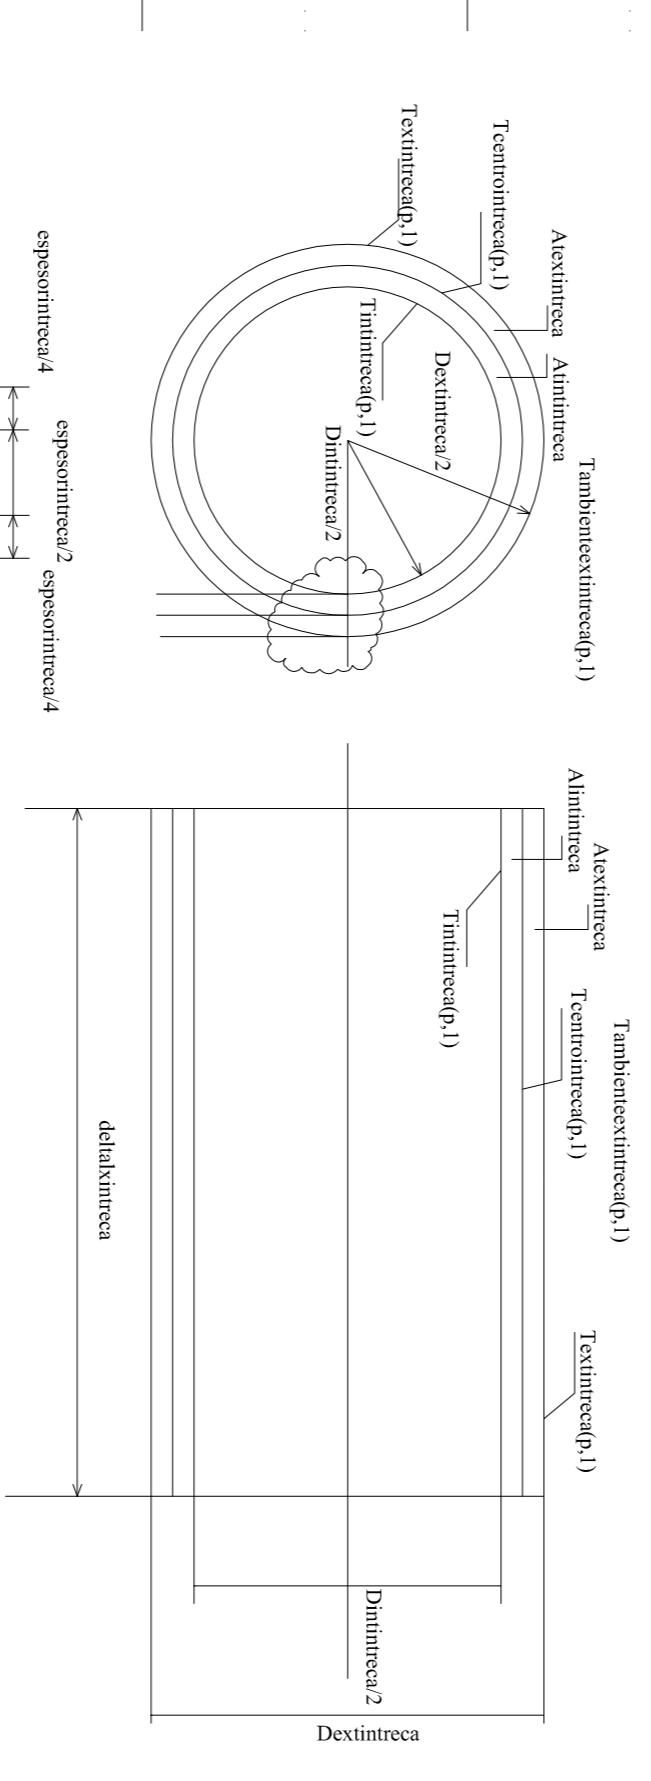 Textintreca(p,1)
Tcentrointreca(p,1)
Atextintreca
Atintintreca
Tambienteextintreca(p,1)
Tintintreca(p,1)
Dextintreca/2
Dintintreca/2
espesorintreca/4
espesorintreca/2
espesorintreca/4
Alintintreca
Atextintreca
Tintintreca(p,1)
Tcentrointreca(p,1)
Tambienteextintreca(p,1)
Textintreca(p,1)
deltalxintreca
Dintintreca/2
Dextintreca